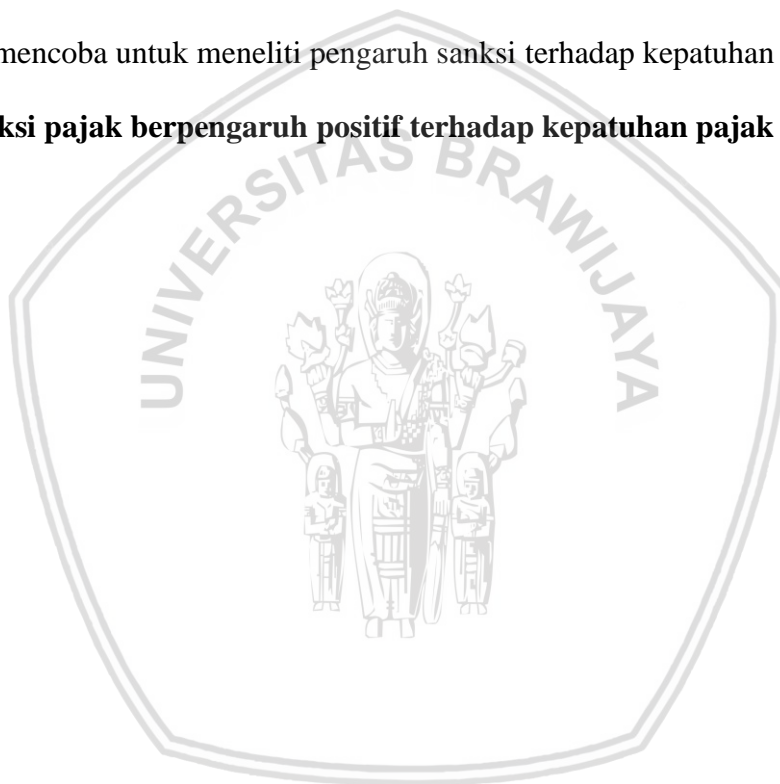 mencoba untuk meneliti pengaruh sanksi terhadap kepatuhan
ksi pajak berpengaruh positif terhadap kepatuhan pajak
UNIVERSITAS BRAWIJAYA